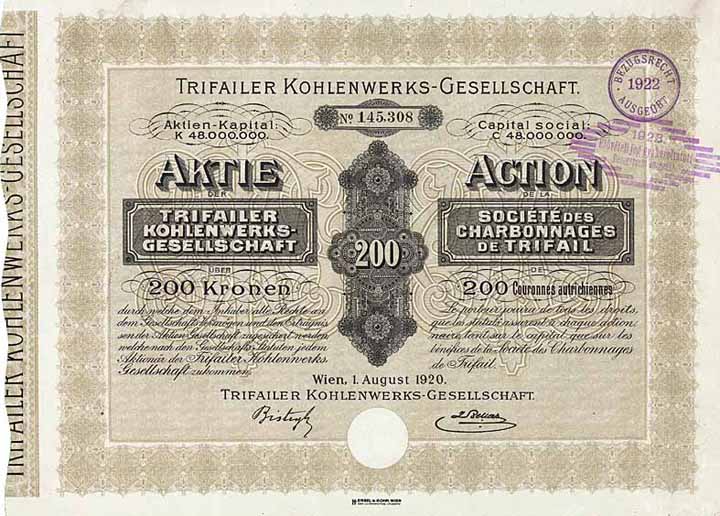 TRIFAILER KOHLENWERKS-GESELLSCHAFT
TRIFAILER KOHLENWERKS-GESELLSCHAFT.
BEZUGSRECHT
1922
AUSGEÜBT
№ 145.308
Aktien-Kapital:
K 48.000.000.
Capital social:
C 48.000.000.
1923
AKTIE
DER
TRIFAILER
KOHLENWERKS-
GESELLSCHAFT
ÜBER
200 Kronen
200
ACTION
DE LA
SOCIÉTÉ DES
CHARBONNAGES
DE TRIFAIL
DE
200 Couronnes autrichiennes
durch welche dem Inhaber alle Rechte an
dem Gesellschaftsvermögen und den Erträgnis-
sen der Aktien-Gesellschaft zugesichert werden,
welche nach den Gesellschafts-Statuten jedem
Aktionär der Trifailer Kohlenwerks-
Gesellschaft zukommen.
Le porteur jouira de tous les droits,
que les statuts assurent à chaque action-
naire, tant sur le capital que sur les
bénéfices de la Société des Charbonnages
de Trifail.
Wien, 1. August 1920.
TRIFAILER KOHLENWERKS-GESELLSCHAFT.
WIEN